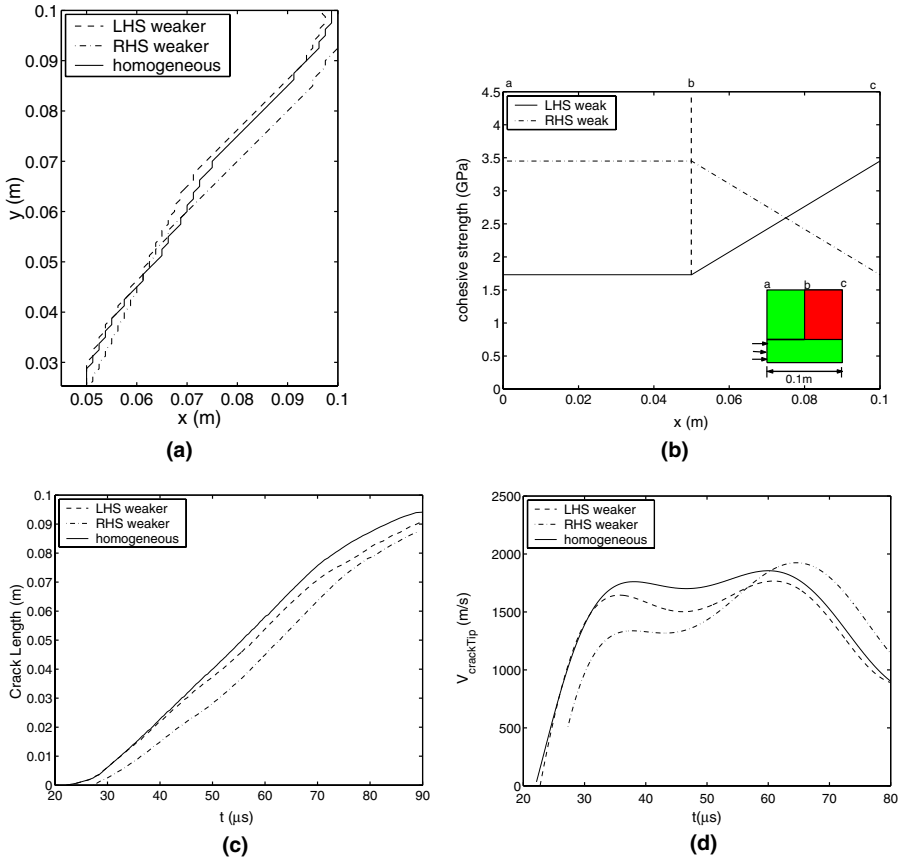 0.1
0.09
0.08
0.07
0.06
0.05
0.04
0.03
y (m)
LHS weaker
RHS weaker
homogeneous
0.05 0.06 0.07 0.08 0.09 0.1
x (m)
(a)
a b c
4.5
4
3.5
3
2.5
2
1.5
1
0.5
0
cohesive strength (GPa)
LHS weak
RHS weak
a b c
0.1m
0 0.02 0.04 0.06 0.08 0.1
x (m)
(b)
0.1
0.09
0.08
0.07
0.06
0.05
0.04
0.03
0.02
0.01
0
Crack Length (m)
LHS weaker
RHS weaker
homogeneous
20 30 40 50 60 70 80 90
t (μs)
(c)
2500
2000
1500
1000
500
0
VcrackTip (m/s)
LHS weaker
RHS weaker
homogeneous
20 30 40 50 60 70 80
t(μs)
(d)